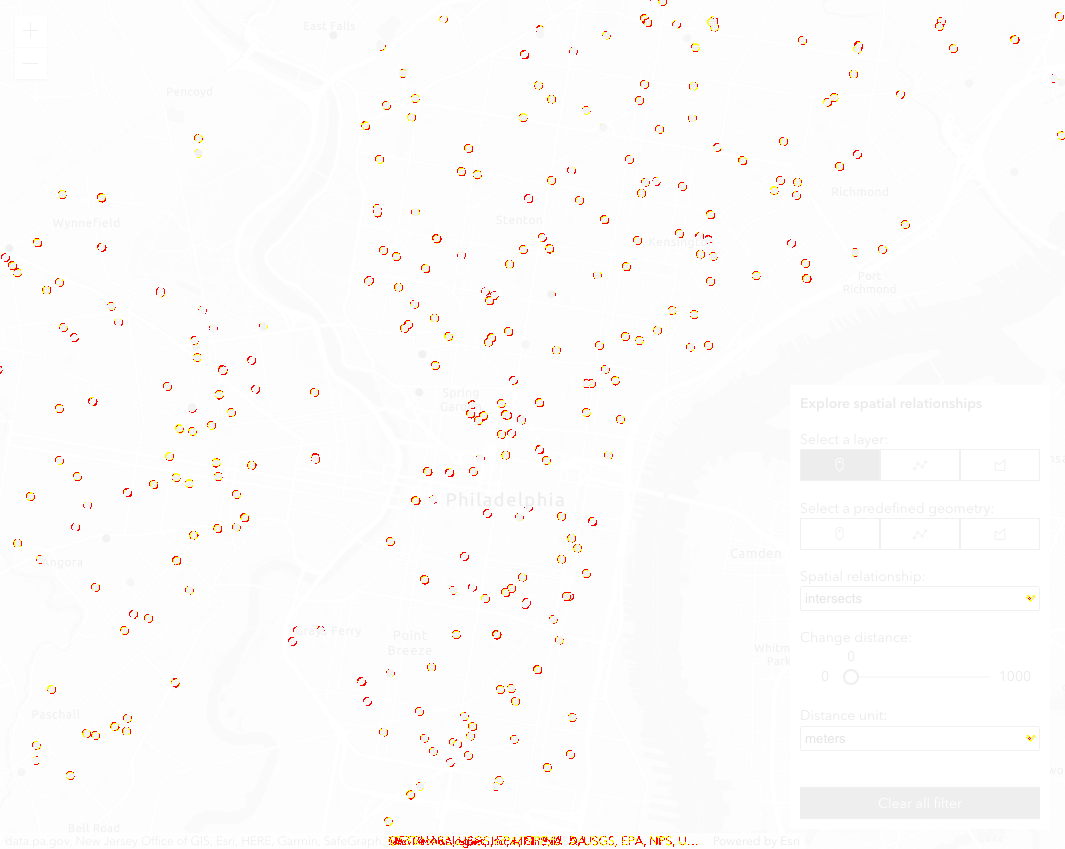 East Falls
Pencoyd
Wynnefield
Richmond
Stenton
Kensington
Port
Richmond
Spring
Explore spatial relationships
Select a layer:
Philadelphia
Select a predefined geometry:
Camden
Angora
Spatial relationship:
intersects
Grays Ferry
Point
Breeze
Change distance:
0
0 1000
Paschall
Distance unit:
meters
Clear all filter
Bell Road
data.pa.gov, New Jersey Office of GIS, Esri, HERE, Garmin, SafeGraph, USGS, EPA, NPS, U... Powered by Esri